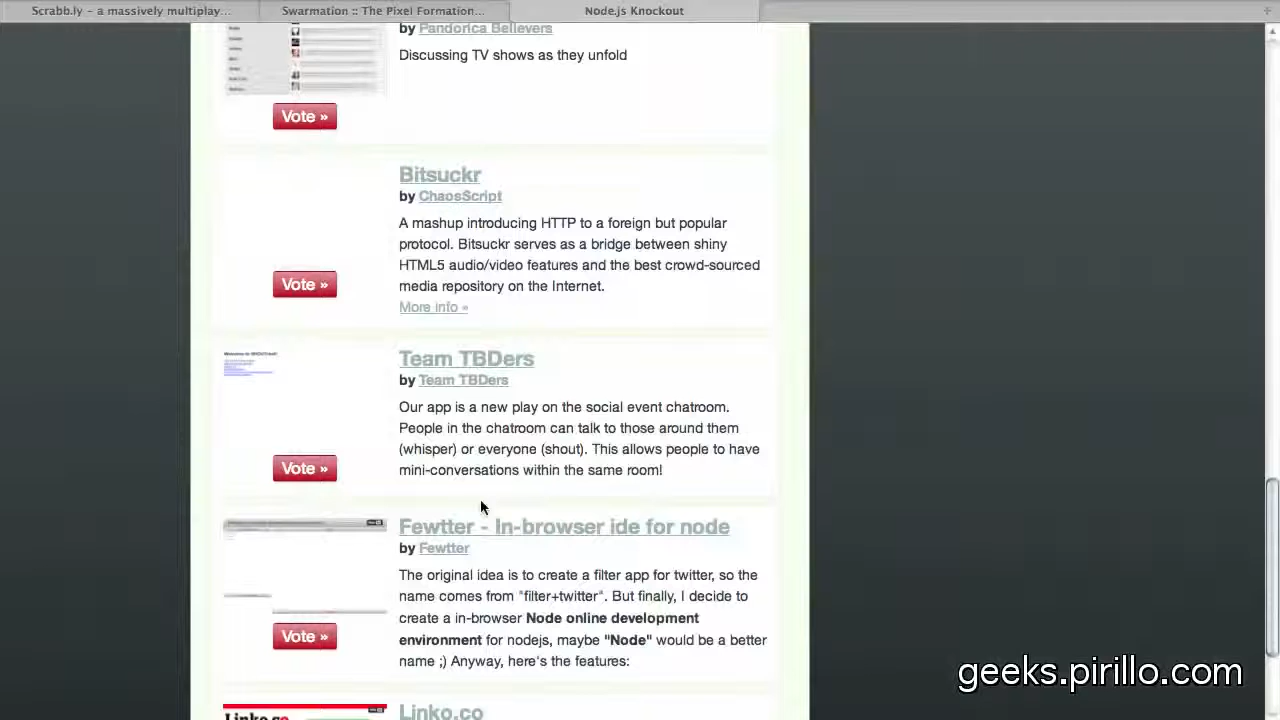 Scrabb.ly – a massively multiplay...
Swarmation :: The Pixel Formation...
Node.js Knockout
by Pandorica Believers
Discussing TV shows as they unfold
Vote »
Bitsuckr
by ChaosScript
A mashup introducing HTTP to a foreign but popular
protocol. Bitsuckr serves as a bridge between shiny
HTML5 audio/video features and the best crowd-sourced
media repository on the Internet.
More info »
Vote »
Team TBDers
by Team TBDers
Our app is a new play on the social event chatroom.
People in the chatroom can talk to those around them
(whisper) or everyone (shout). This allows people to have
mini-conversations within the same room!
Vote »
Fewtter - In-browser ide for node
by Fewtter
The original idea is to create a filter app for twitter, so the
name comes from "filter+twitter". But finally, I decide to
create a in-browser Node online development
environment for nodejs, maybe "Node" would be a better
name ;) Anyway, here's the features:
Vote »
Linko.co
geeks.pirillo.com